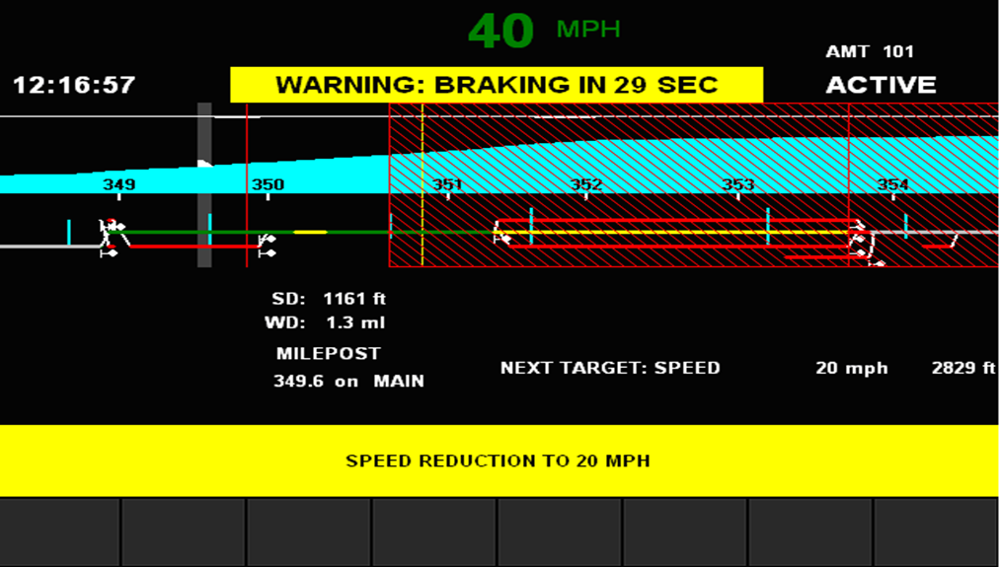 40 MPH
AMT 101
12:16:57
WARNING: BRAKING IN 29 SEC
ACTIVE
349 350 351 352 353 354
SD: 1161 ft
WD: 1.3 ml
MILEPOST
349.6 on MAIN
NEXT TARGET: SPEED 20 mph 2829 ft
SPEED REDUCTION TO 20 MPH